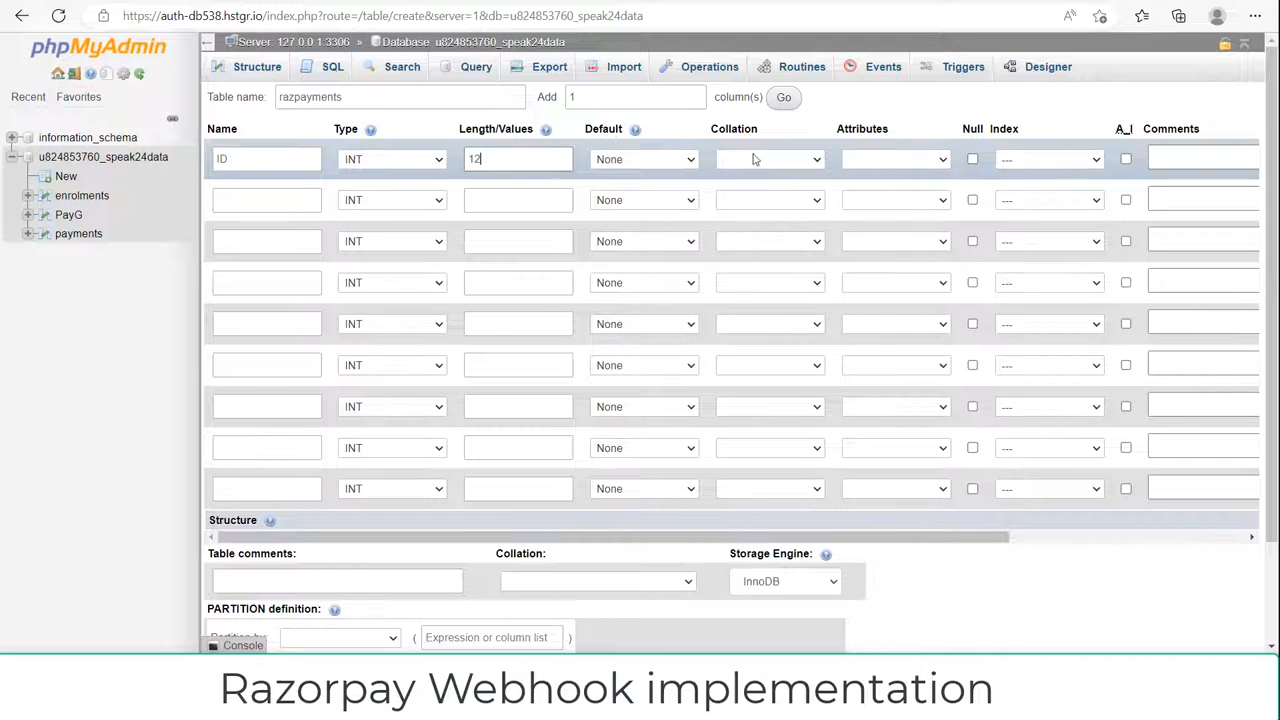 https://auth-db538.hstgr.io/index.php?route=/table/create&server=1&db=u824853760_speak24data
phpMyAdmin
Recent Favorites
information_schema
u824853760_speak24data
New
enrolments
PayG
payments
Server: 127.0.0.1:3306 » Database: u824853760_speak24data
Structure SQL Search Query Export Import Operations Routines Events Triggers Designer
Table name: razpayments Add 1 column(s) Go
Name Type Length/Values Default Collation Attributes Null Index A_I Comments
ID INT 12 None ---
INT None ---
INT None ---
INT None ---
INT None ---
INT None ---
INT None ---
INT None ---
INT None ---
Structure
Table comments: Collation: Storage Engine:
InnoDB
PARTITION definition:
( Expression or column list )
Console
Razorpay Webhook implementation